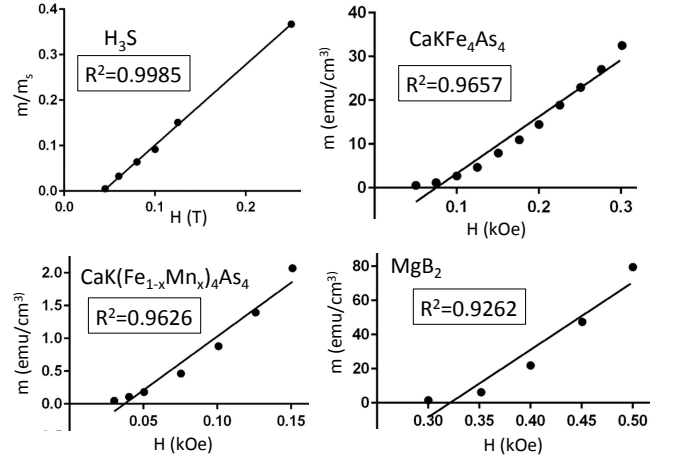 H₃S
R²=0.9985
m/mₛ
0.4
0.3
0.2
0.1
0.0
0.0 0.1 0.2
H (T)
CaKFe₄As₄
R²=0.9657
m (emu/cm³)
40
30
20
10
0
0.1 0.2 0.3
H (kOe)
CaK(Fe₁₋ₓMnₓ)₄As₄
R²=0.9626
m (emu/cm³)
2.0
1.5
1.0
0.5
0.0
0.05 0.10 0.15
H (kOe)
MgB₂
R²=0.9262
m (emu/cm³)
80
60
40
20
0
0.30 0.35 0.40 0.45 0.50
H (kOe)